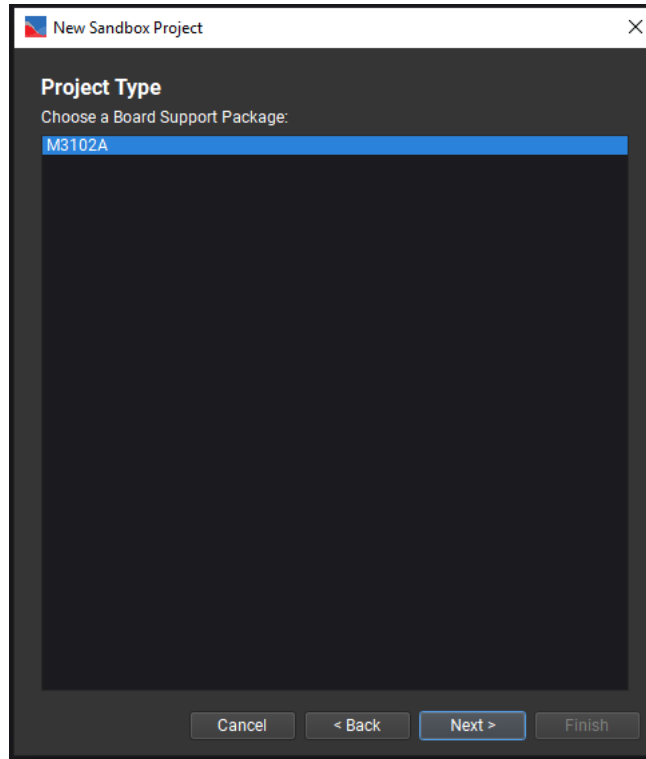 New Sandbox Project
Project Type
Choose a Board Support Package:
M3102A
Cancel < Back Next > Finish